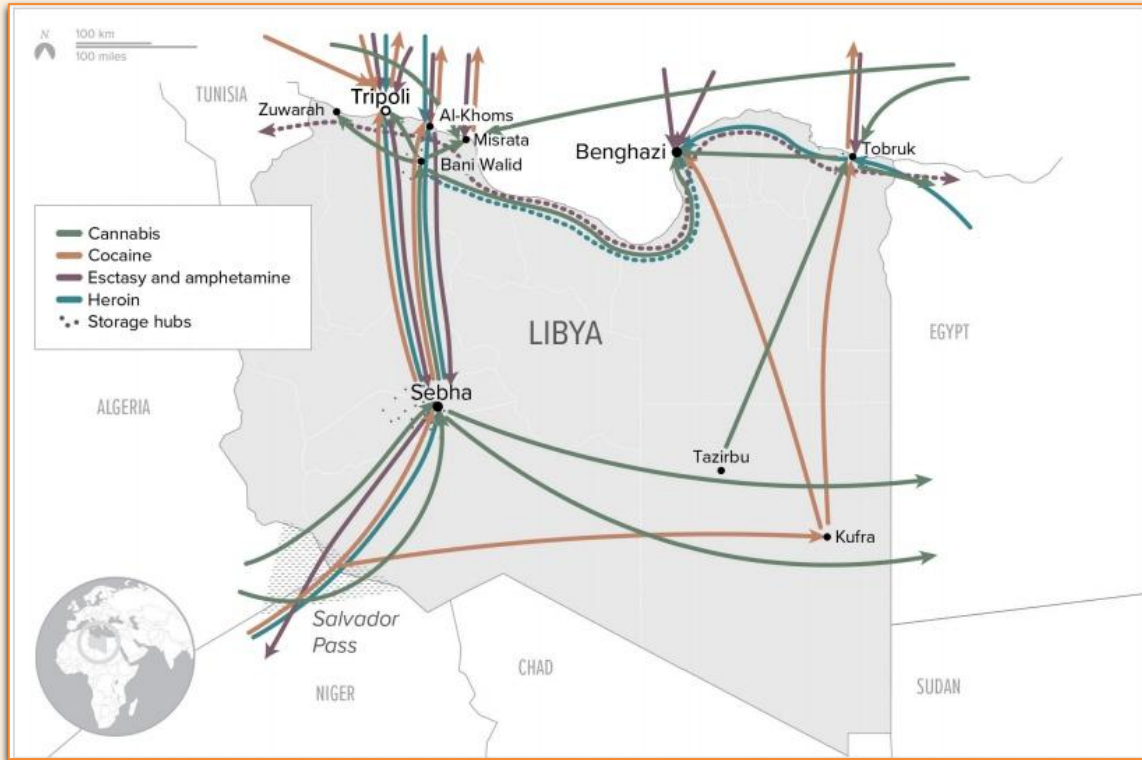 N
100 km
100 miles
TUNISIA
Zuwarah
Tripoli
Al-Khoms
Misrata
Bani Walid
Benghazi
Tobruk
Cannabis
Cocaine
Esctasy and amphetamine
Heroin
Storage hubs
LIBYA
EGYPT
ALGERIA
Sebha
Tazirbu
Kufra
Salvador
Pass
CHAD
NIGER
SUDAN